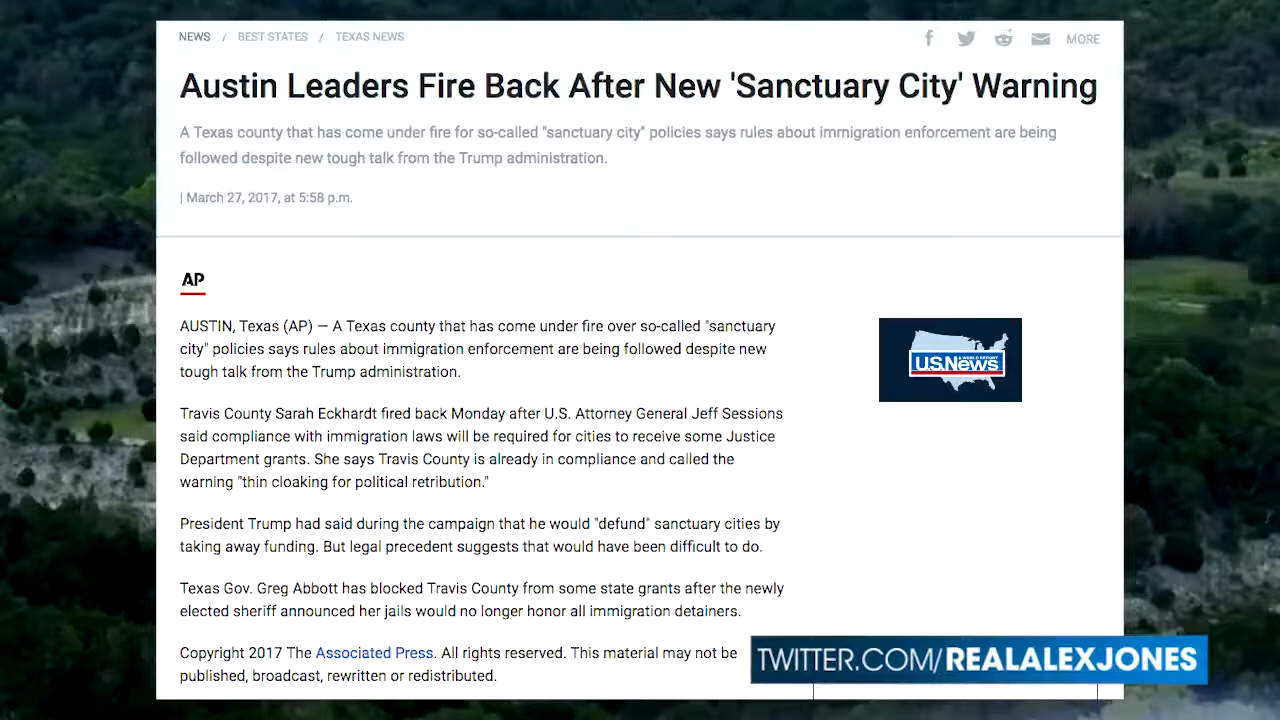 NEWS / BEST STATES / TEXAS NEWS
MORE
Austin Leaders Fire Back After New 'Sanctuary City' Warning
A Texas county that has come under fire for so-called "sanctuary city" policies says rules about immigration enforcement are being
followed despite new tough talk from the Trump administration.
| March 27, 2017, at 5:58 p.m.
AP
AUSTIN, Texas (AP) — A Texas county that has come under fire over so-called "sanctuary
city" policies says rules about immigration enforcement are being followed despite new
tough talk from the Trump administration.
Travis County Sarah Eckhardt fired back Monday after U.S. Attorney General Jeff Sessions
said compliance with immigration laws will be required for cities to receive some Justice
Department grants. She says Travis County is already in compliance and called the
warning "thin cloaking for political retribution."
President Trump had said during the campaign that he would "defund" sanctuary cities by
taking away funding. But legal precedent suggests that would have been difficult to do.
Texas Gov. Greg Abbott has blocked Travis County from some state grants after the newly
elected sheriff announced her jails would no longer honor all immigration detainers.
Copyright 2017 The Associated Press. All rights reserved. This material may not be
published, broadcast, rewritten or redistributed.
U.S.News & WORLD REPORT
TWITTER.COM/REALALEXJONES